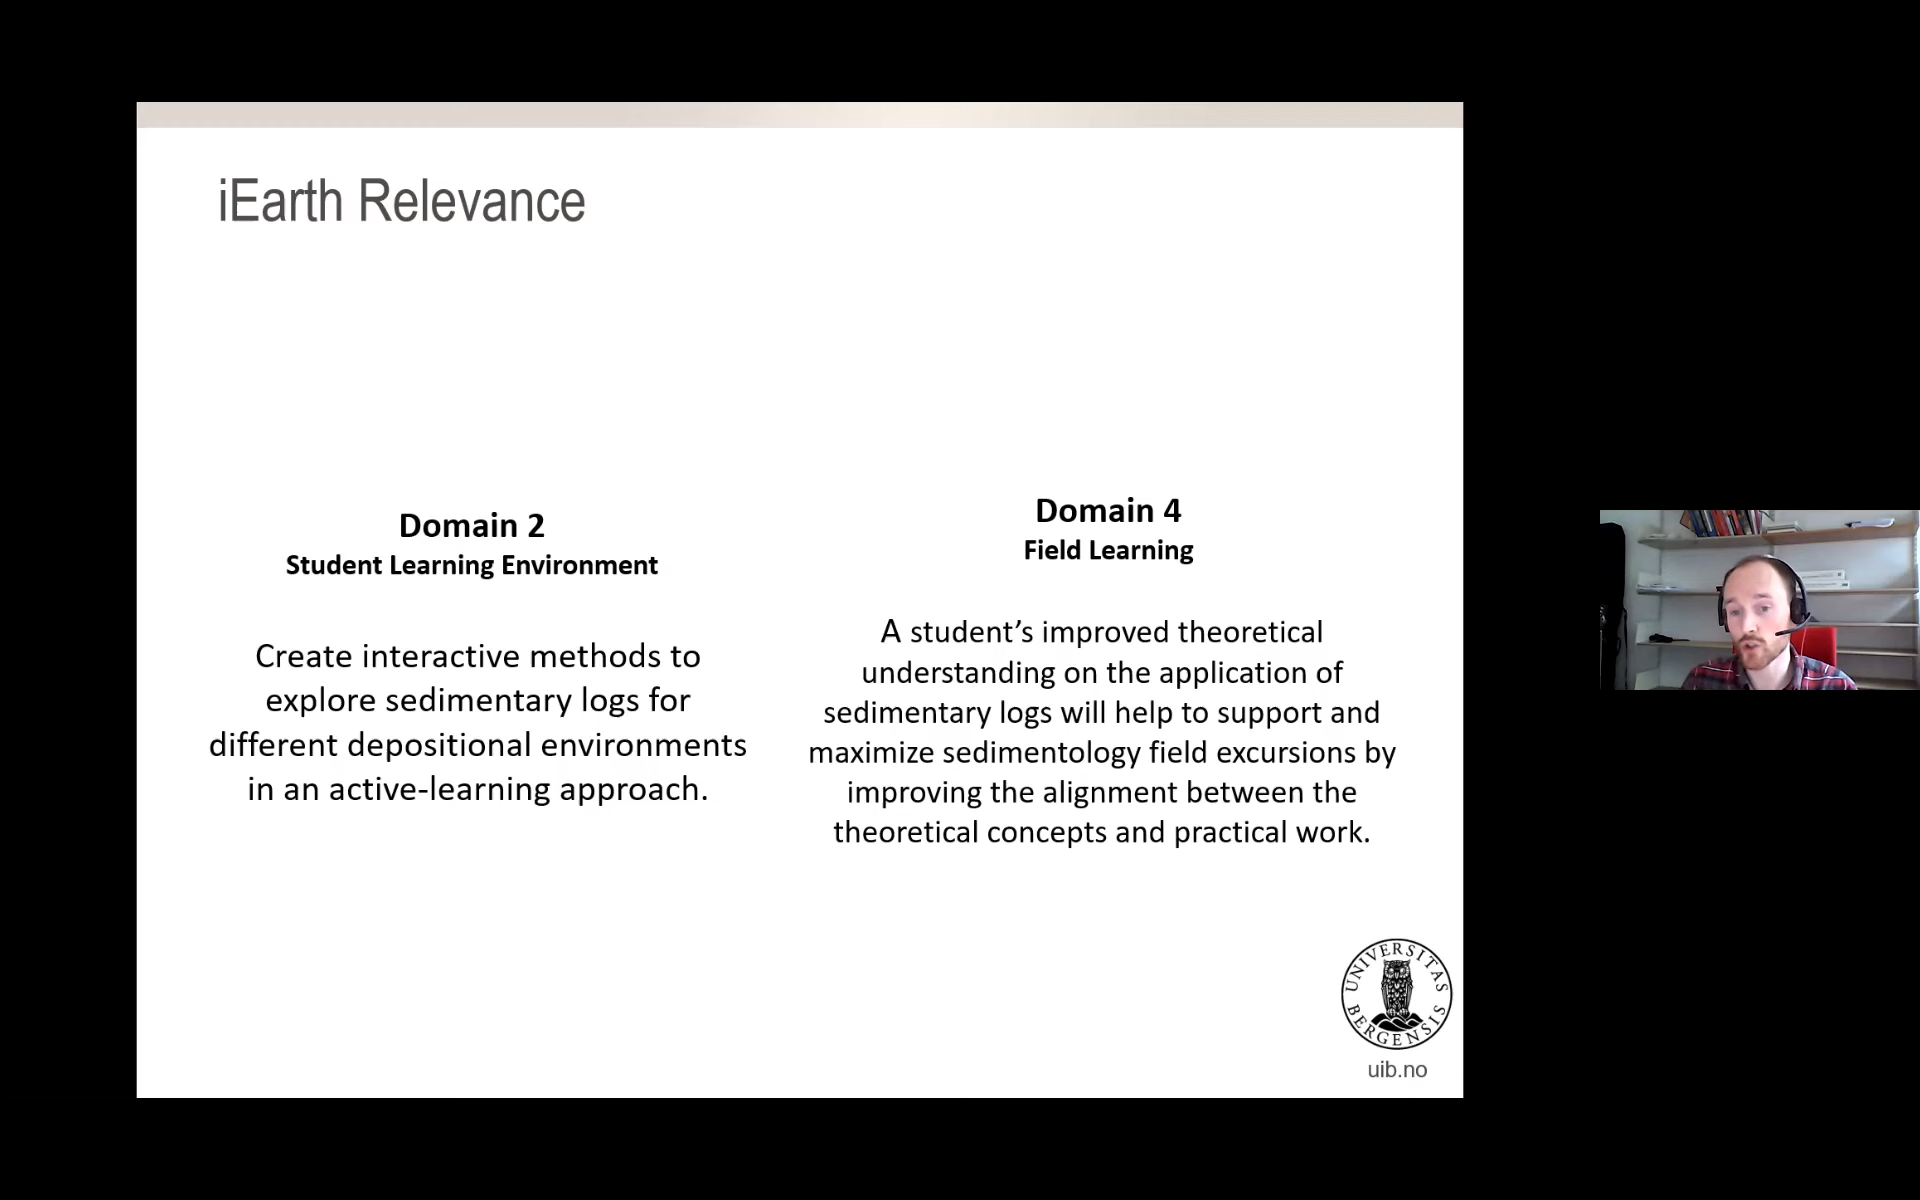 iEarth Relevance
Domain 2
Student Learning Environment
Create interactive methods to
explore sedimentary logs for
different depositional environments
in an active-learning approach.
Domain 4
Field Learning
A student’s improved theoretical
understanding on the application of
sedimentary logs will help to support and
maximize sedimentology field excursions by
improving the alignment between the
theoretical concepts and practical work.
UNIVERSITAS
BERGENSIS
uib.no